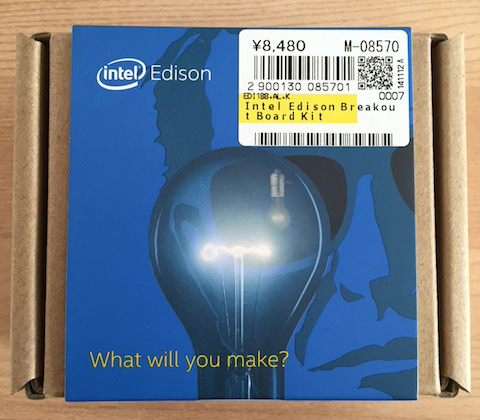 intel Edison
¥8,480 M-08570
2 900130 085701
141112A
EDI1BB.AL.K 0007
Intel Edison Breakou
t Board Kit
What will you make?